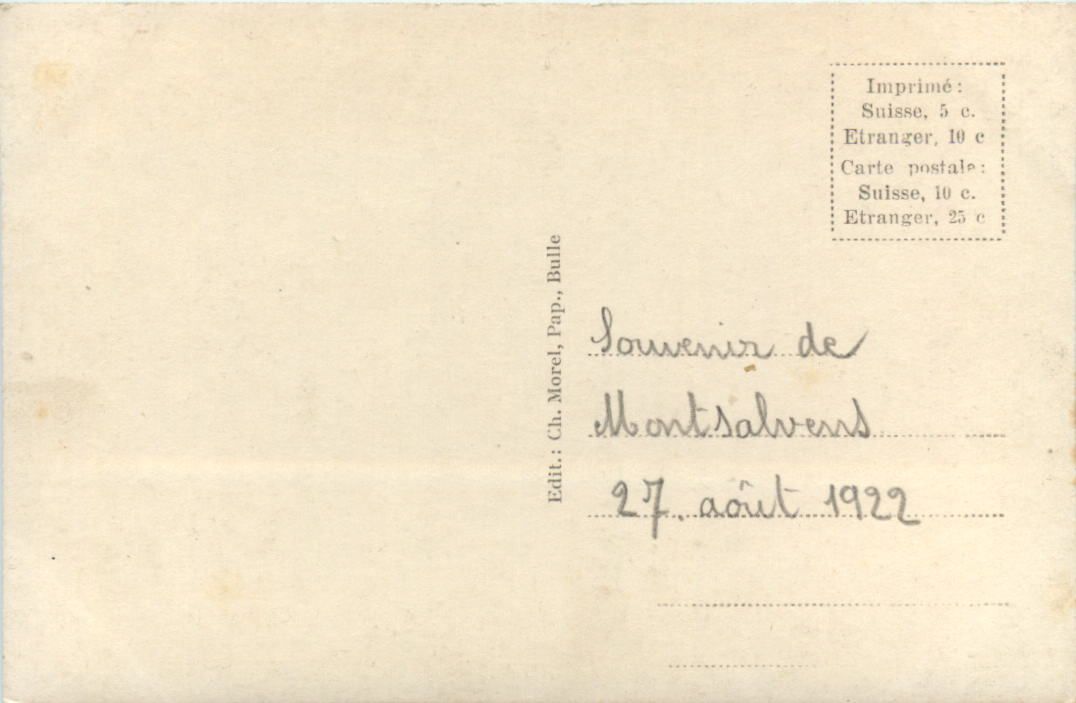 Imprimé :
Suisse, 5 c.
Etranger, 10 c
Carte postale :
Suisse, 10 c.
Etranger, 25 c
Edit.: Ch. Morel, Pap., Bulle
Souvenir de
Montsalvens
27. août 1922